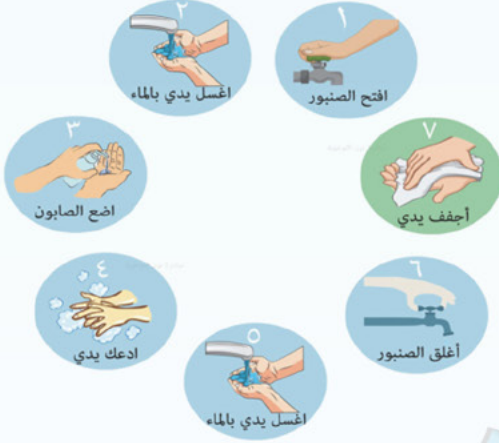 ١
افتح الصنبور
٢
اغسل يدي بالماء
٣
اضع الصابون
٤
ادعك يدي
٥
اغسل يدي بالماء
٦
أغلق الصنبور
٧
أجفف يدي